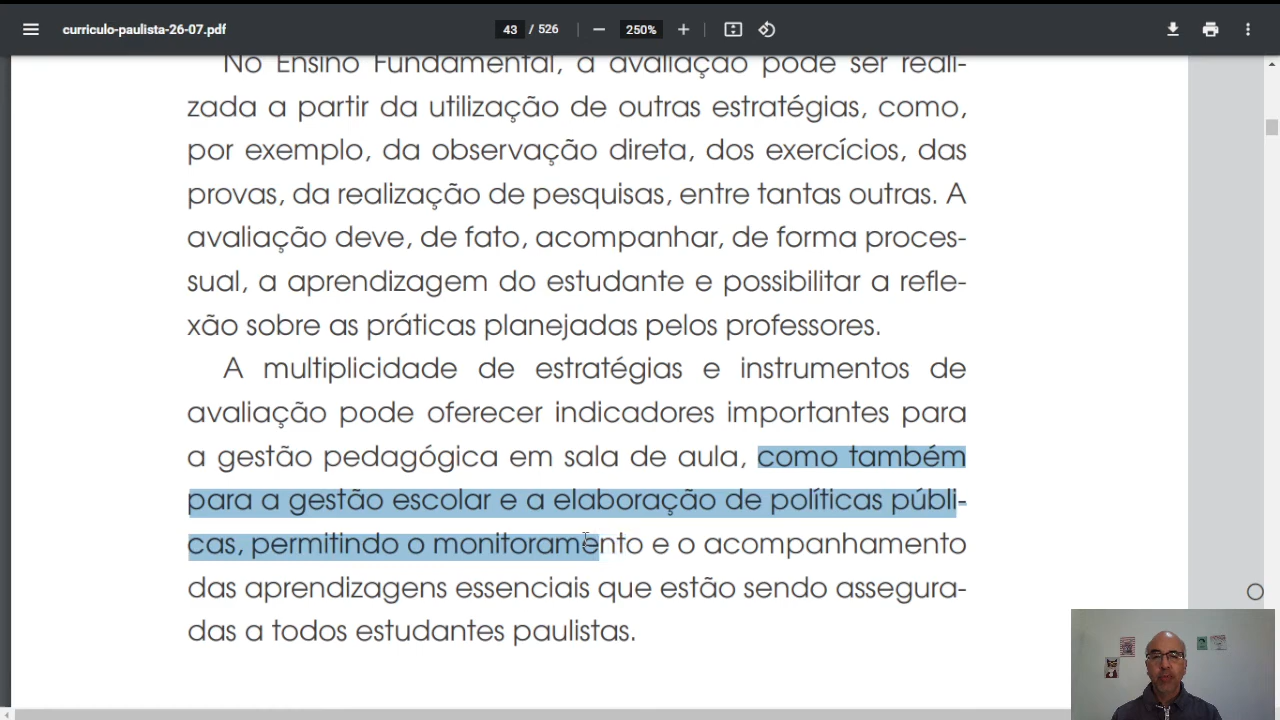 curriculo-paulista-26-07.pdf
43 / 526
250%
No Ensino Fundamental, a avaliação pode ser reali-
zada a partir da utilização de outras estratégias, como,
por exemplo, da observação direta, dos exercícios, das
provas, da realização de pesquisas, entre tantas outras. A
avaliação deve, de fato, acompanhar, de forma proces-
sual, a aprendizagem do estudante e possibilitar a refle-
xão sobre as práticas planejadas pelos professores.
A multiplicidade de estratégias e instrumentos de
avaliação pode oferecer indicadores importantes para
a gestão pedagógica em sala de aula, como também
para a gestão escolar e a elaboração de políticas públi-
cas, permitindo o monitoramento e o acompanhamento
das aprendizagens essenciais que estão sendo assegura-
das a todos estudantes paulistas.